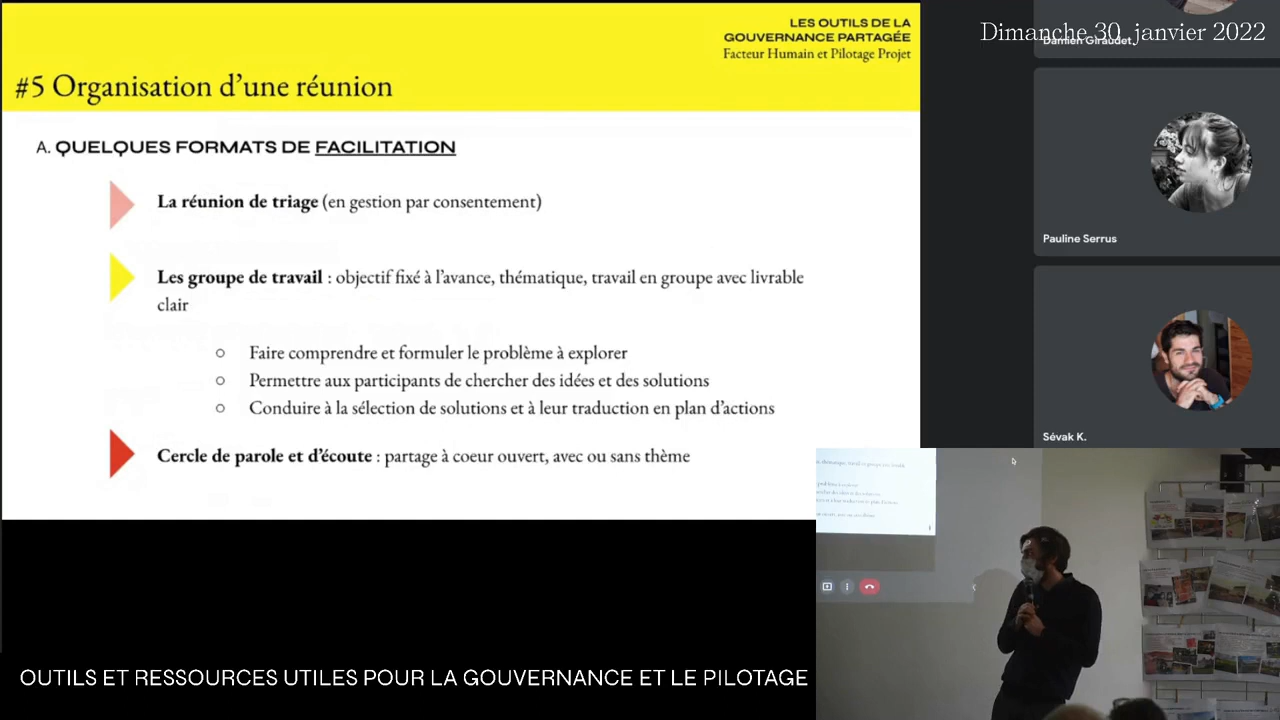 LES OUTILS DE LA
GOUVERNANCE PARTAGÉE
Facteur Humain et Pilotage Projet
#5 Organisation d'une réunion
A. QUELQUES FORMATS DE FACILITATION
La réunion de triage (en gestion par consentement)
Les groupe de travail : objectif fixé à l'avance, thématique, travail en groupe avec livrable
clair
Faire comprendre et formuler le problème à explorer
Permettre aux participants de chercher des idées et des solutions
Conduire à la sélection de solutions et à leur traduction en plan d'actions
Cercle de parole et d'écoute : partage à coeur ouvert, avec ou sans thème
Dimanche 30 janvier 2022
Damien Giraudet
Pauline Serrus
Sévak K.
OUTILS ET RESSOURCES UTILES POUR LA GOUVERNANCE ET LE PILOTAGE